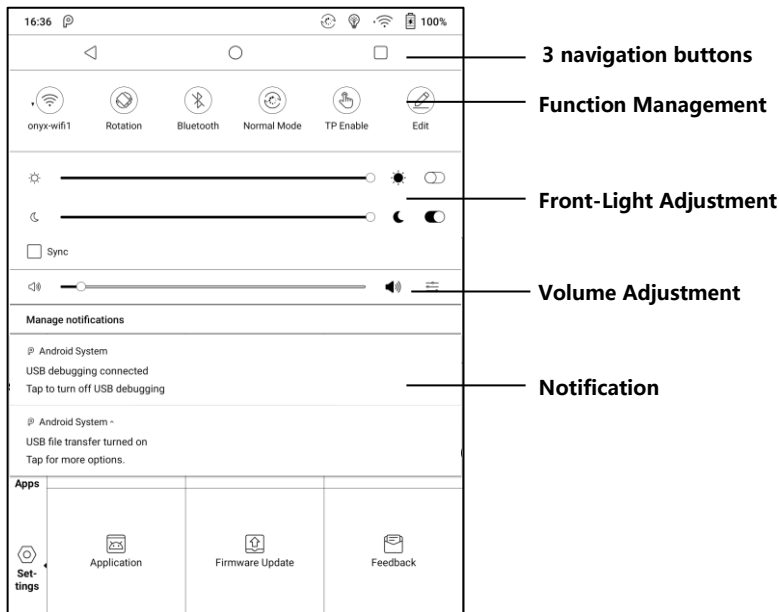 16:36
100%
3 navigation buttons
onyx-wifi1 Rotation Bluetooth Normal Mode TP Enable Edit
Function Management
Front-Light Adjustment
Sync
Volume Adjustment
Manage notifications
Android System
USB debugging connected
Tap to turn off USB debugging
Notification
Android System
USB file transfer turned on
Tap for more options.
Apps
Application Firmware Update Feedback
Set-
tings